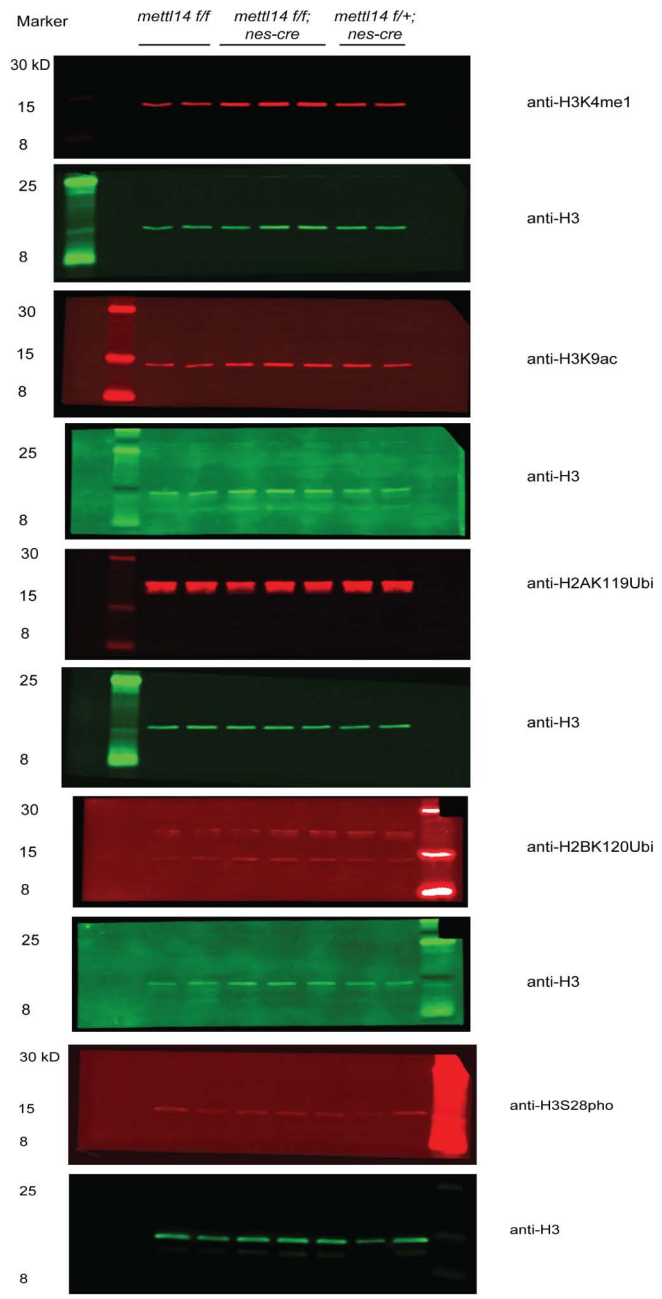 Marker
mettl14 f/f
mettl14 f/f;
nes-cre
mettl14 f/+;
nes-cre
30 kD
15
8
anti-H3K4me1
25
8
anti-H3
30
15
8
anti-H3K9ac
25
8
anti-H3
30
15
8
anti-H2AK119Ubi
25
8
anti-H3
30
15
8
anti-H2BK120Ubi
25
8
anti-H3
30 kD
15
8
anti-H3S28pho
25
8
anti-H3